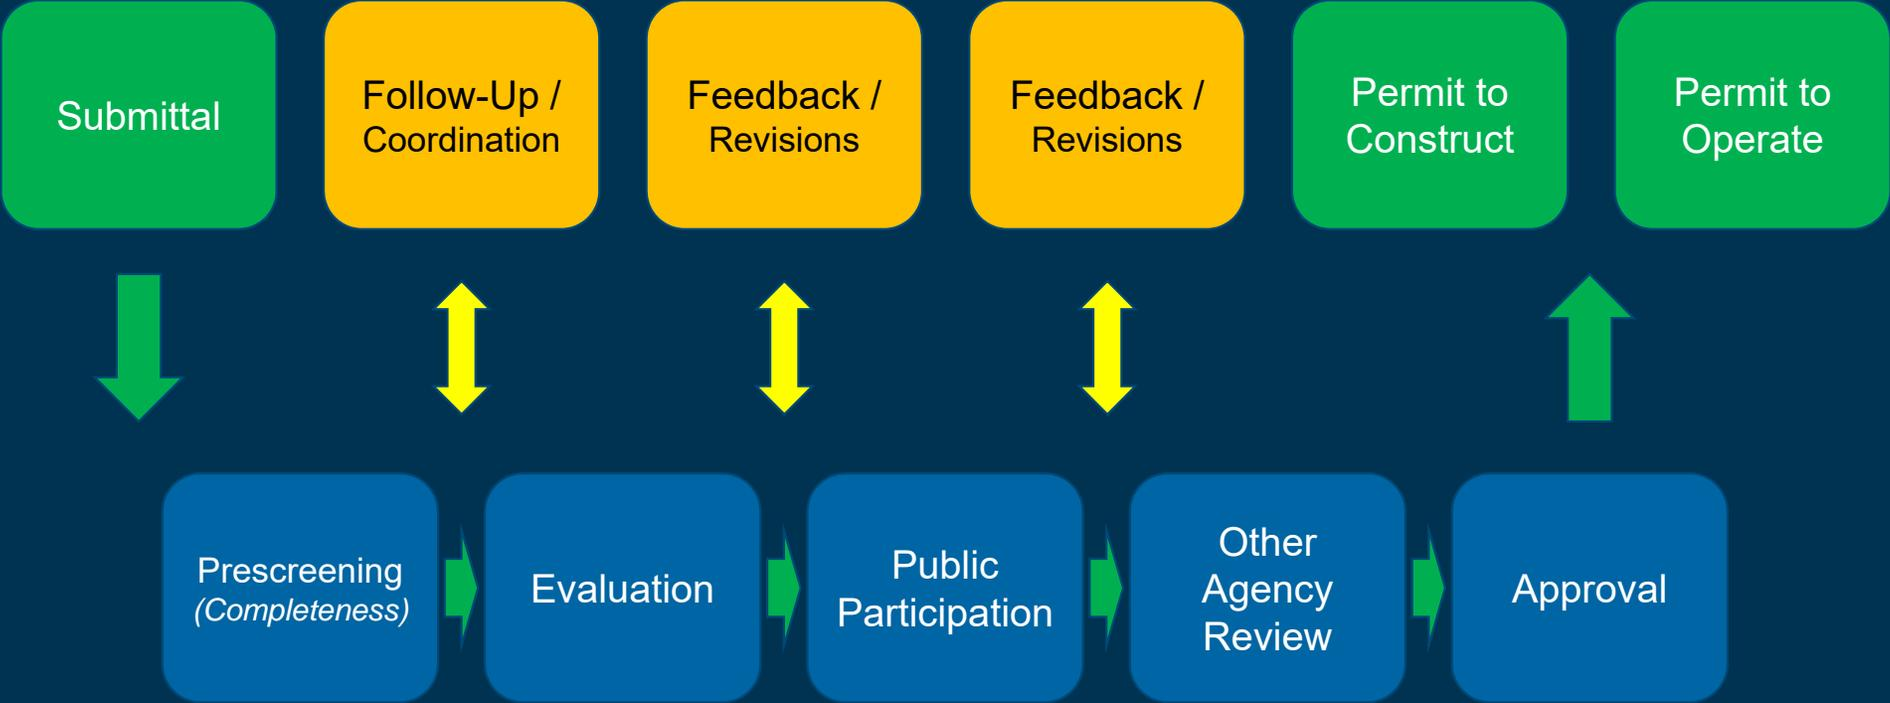 Submittal
Follow-Up /
Coordination
Feedback /
Revisions
Feedback /
Revisions
Permit to
Construct
Permit to
Operate
Prescreening
(Completeness)
Evaluation
Public
Participation
Other
Agency
Review
Approval